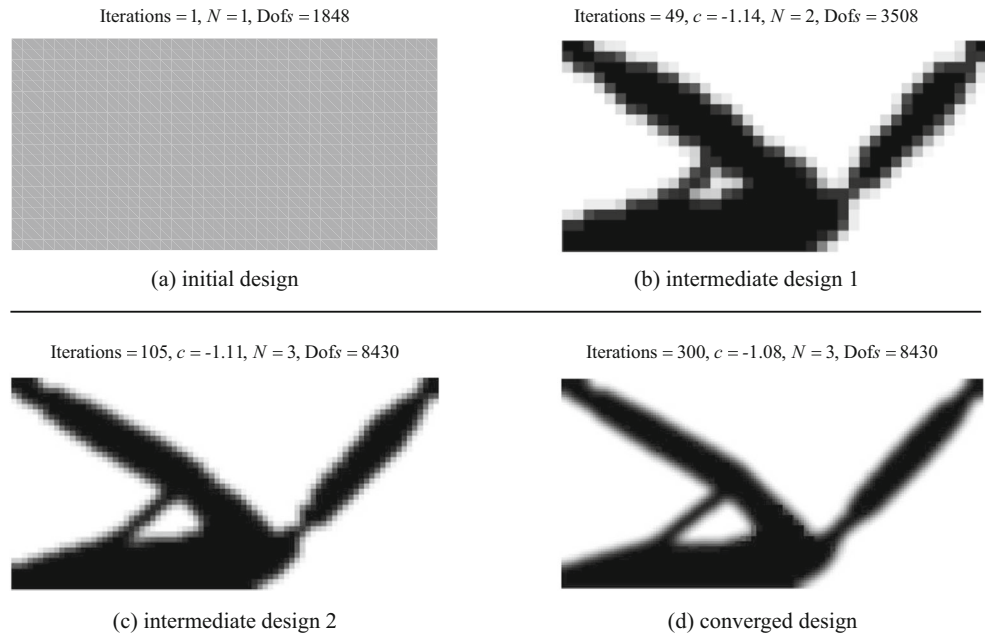 Iterations = 1, N = 1, Dofs = 1848
Iterations = 49, c = -1.14, N = 2, Dofs = 3508
(a) initial design
(b) intermediate design 1
Iterations = 105, c = -1.11, N = 3, Dofs = 8430
Iterations = 300, c = -1.08, N = 3, Dofs = 8430
(c) intermediate design 2
(d) converged design